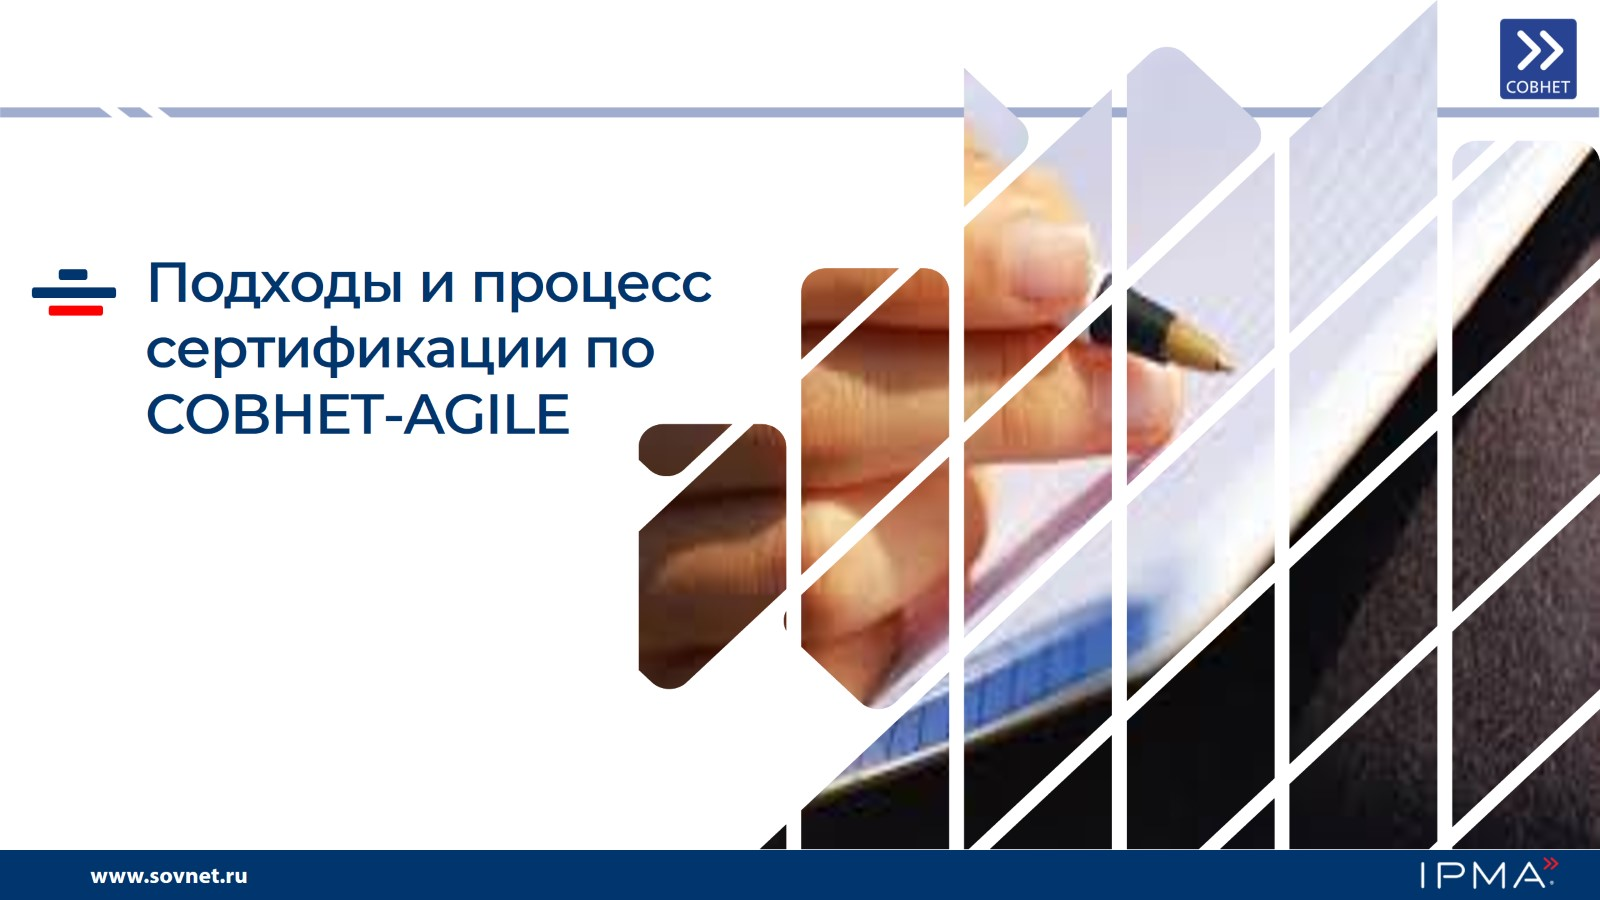 СОВНЕТ
Подходы и процесс
сертификации по
СОВНЕТ-AGILE
www.sovnet.ru
IPMA